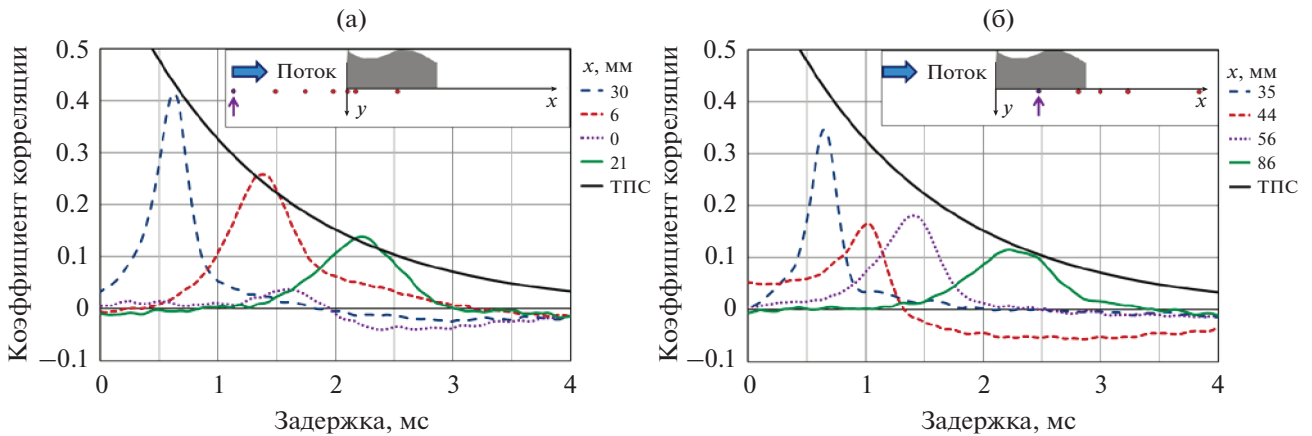 (а)
Коэффициент корреляции
0.5
0.4
0.3
0.2
0.1
0
–0.1
0
1
2
3
4
Задержка, мс
Поток
x
y
x, мм
30
6
0
21
ТПС
(б)
Коэффициент корреляции
0.5
0.4
0.3
0.2
0.1
0
–0.1
0
1
2
3
4
Задержка, мс
Поток
x
y
x, мм
35
44
56
86
ТПС